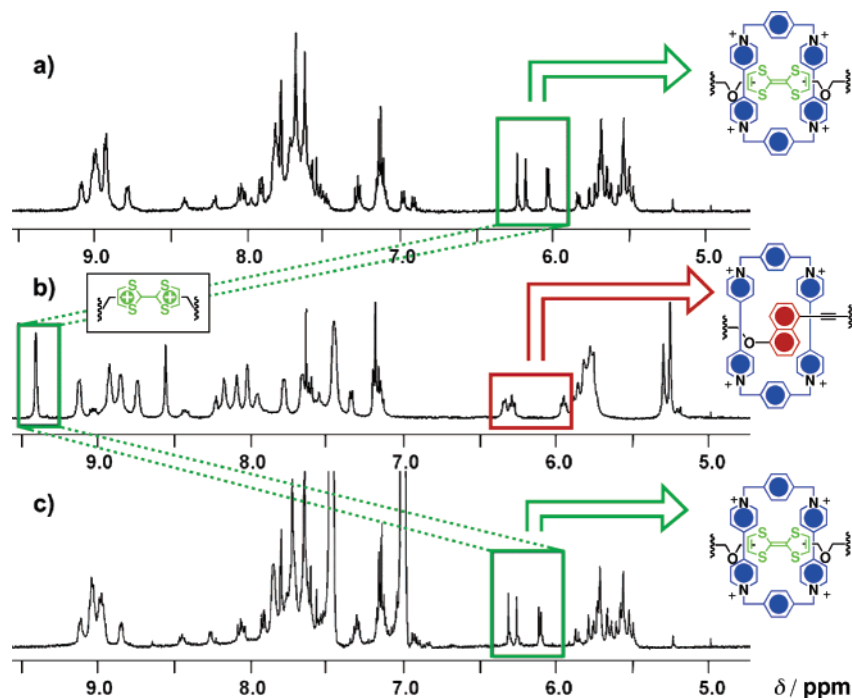 a)
N N
+ +
S S
S S
O O
N N
+ +
9.0 8.0 7.0 6.0 5.0
b)
S S
+ +
S S
+ +
N N
O
N N
+ +
9.0 8.0 7.0 6.0 5.0
c)
+ +
N N
S S
S S
O O
N N
+ +
9.0 8.0 7.0 6.0 5.0 δ / ppm